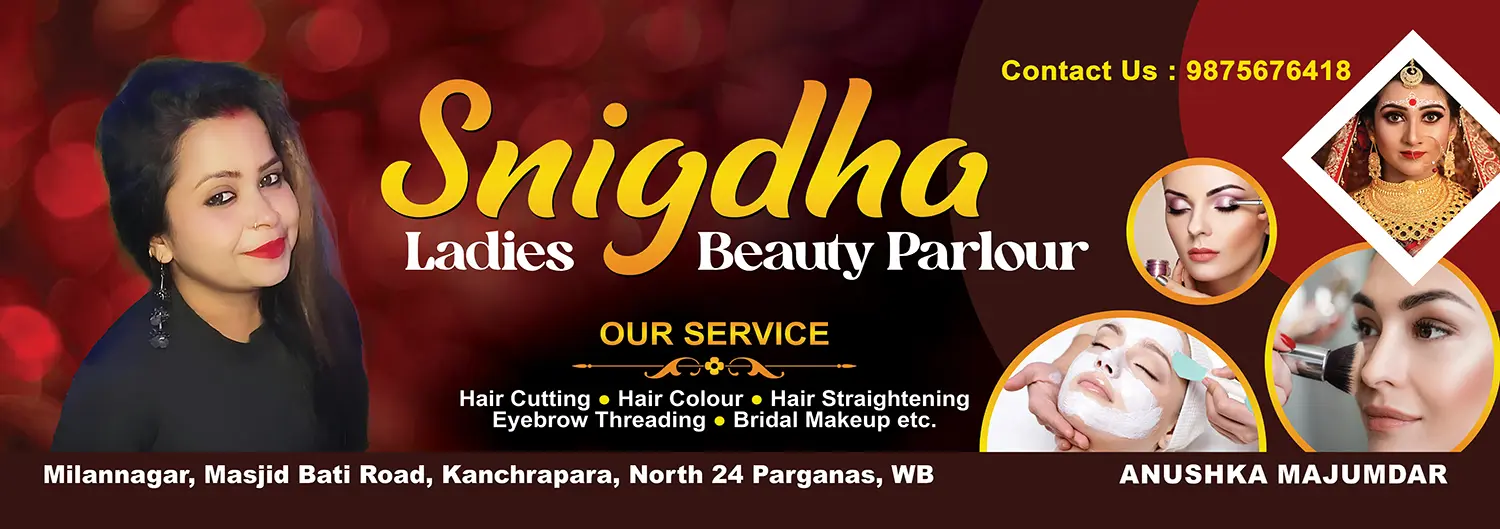 Contact Us : 9875676418
Snigdha
Ladies Beauty Parlour
OUR SERVICE
Hair Cutting ● Hair Colour ● Hair Straightening
Eyebrow Threading ● Bridal Makeup etc.
Milannagar, Masjid Bati Road, Kanchrapara, North 24 Parganas, WB
ANUSHKA MAJUMDAR